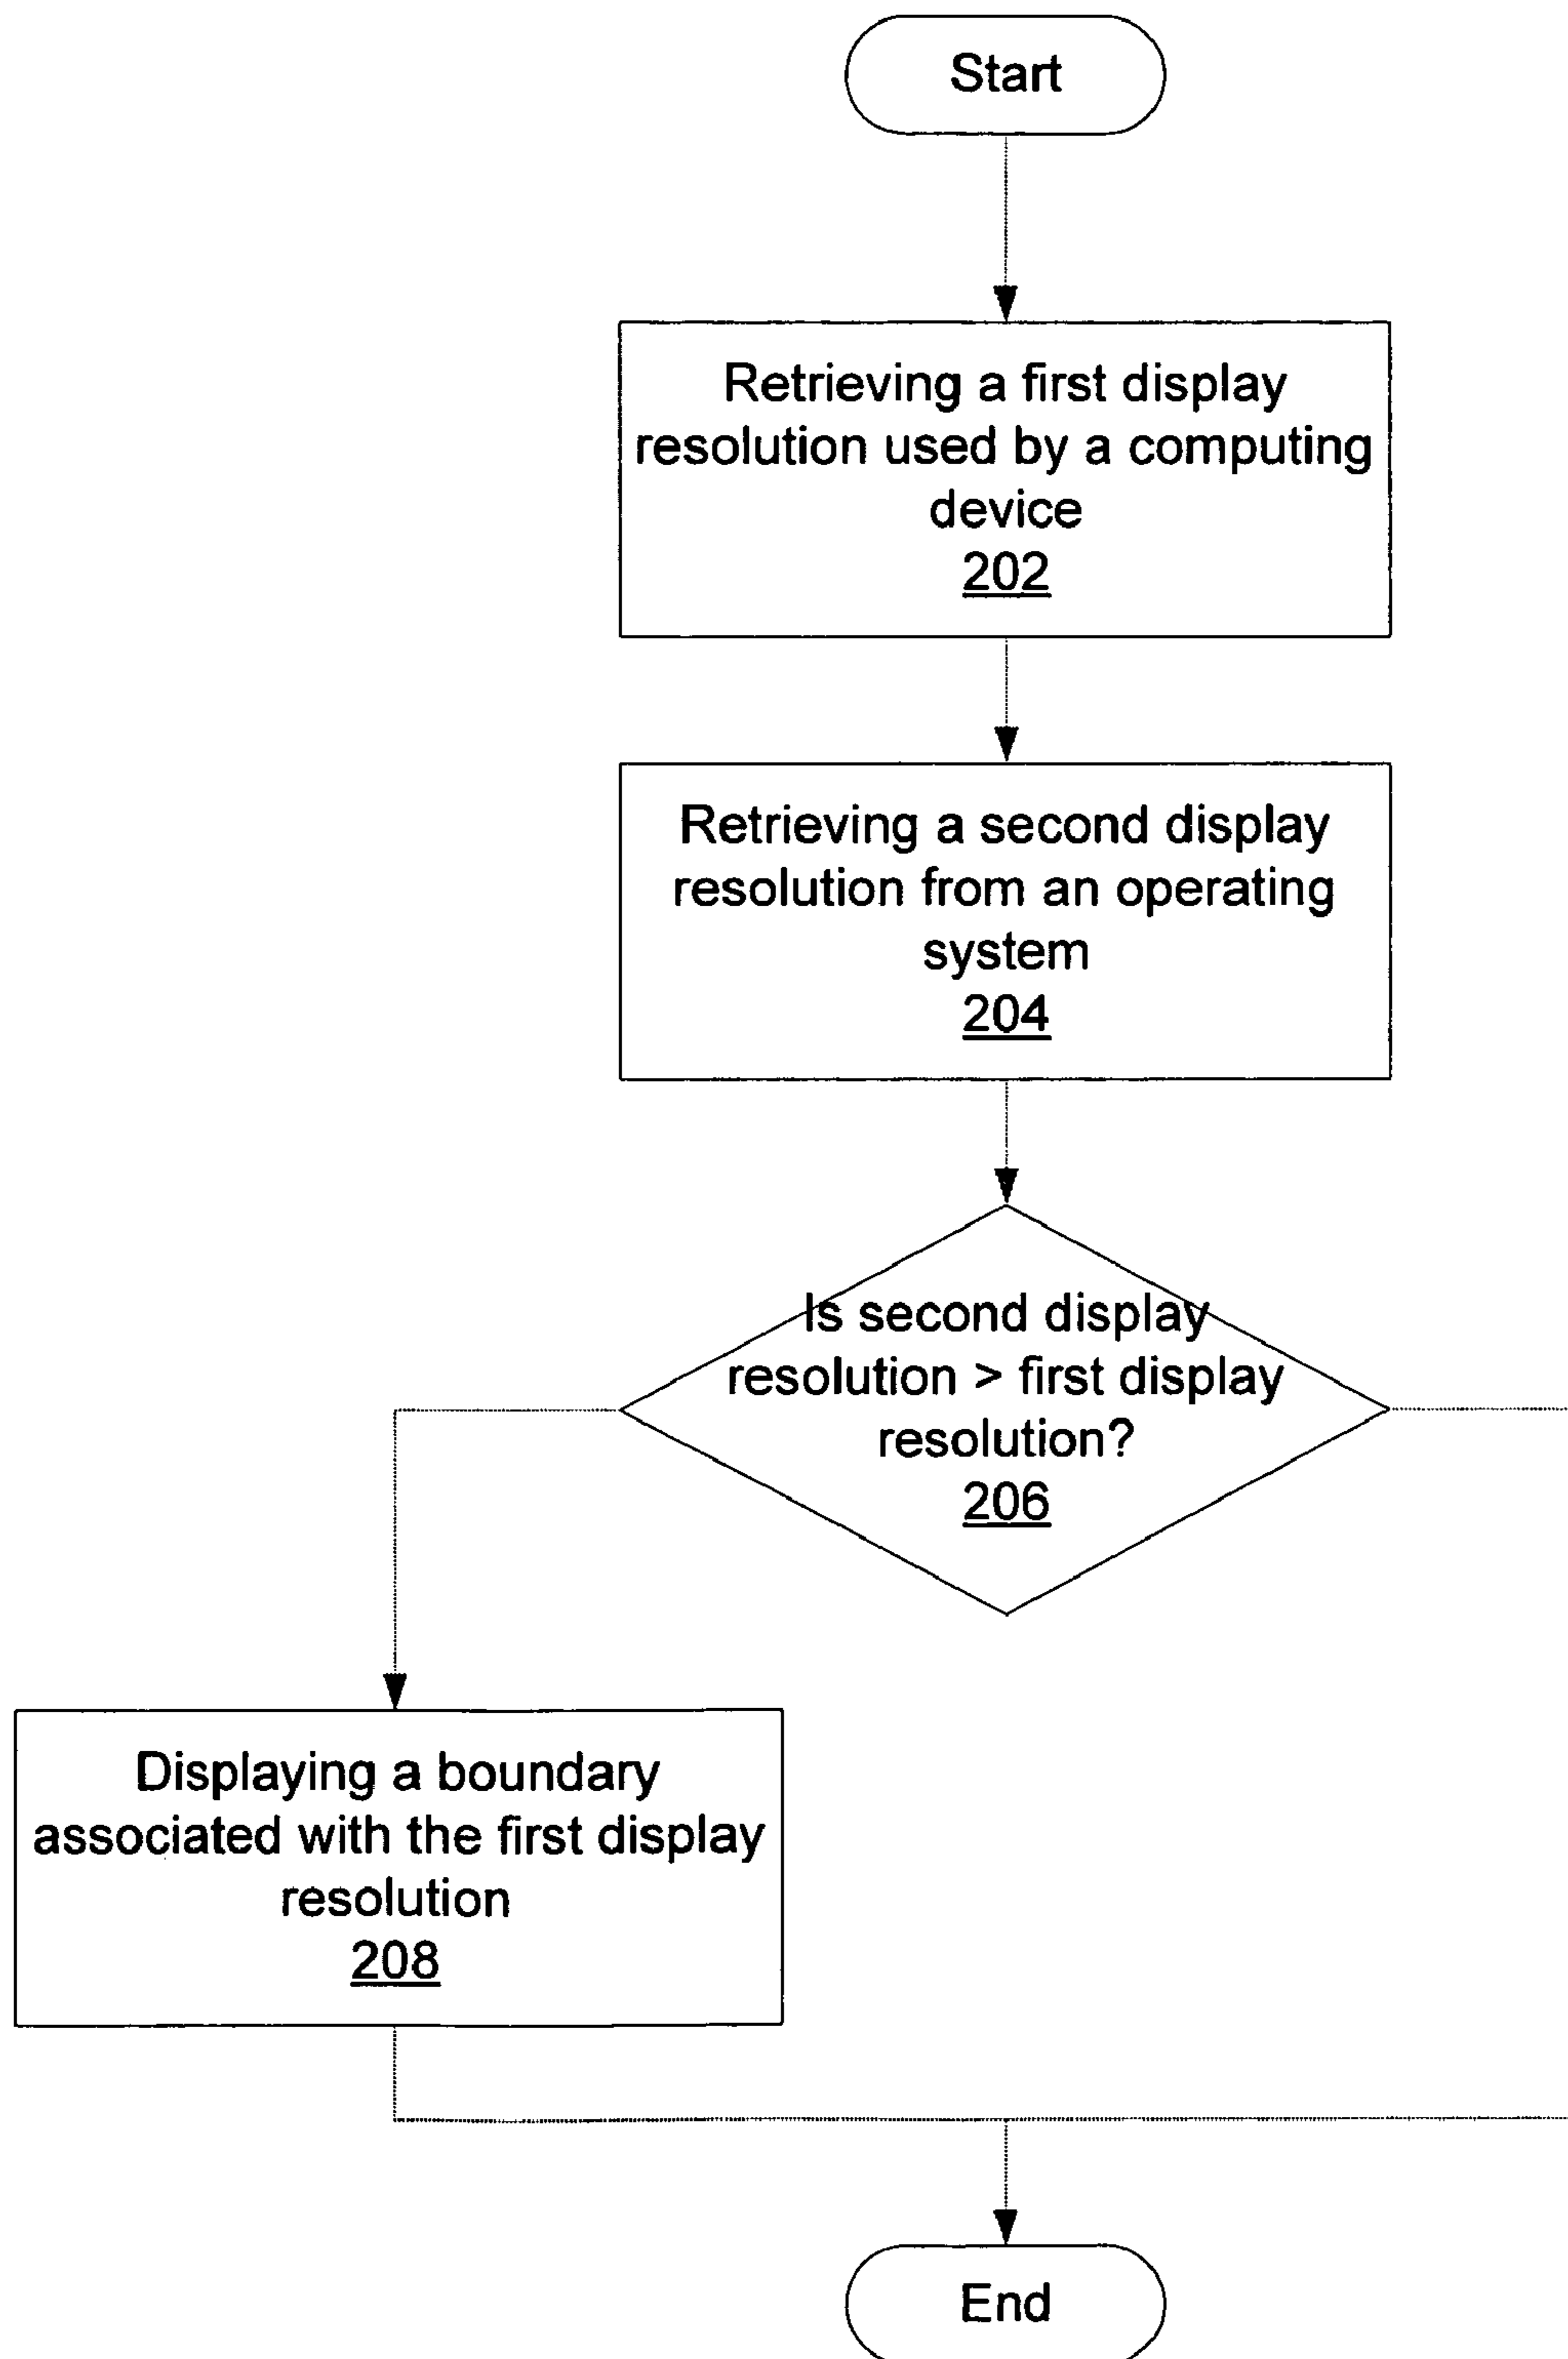 Start
Retrieving a first display
resolution used by a computing
device
202
Retrieving a second display
resolution from an operating
system
204
Is second display
resolution > first display
resolution?
206
Displaying a boundary
associated with the first display
resolution
208
End